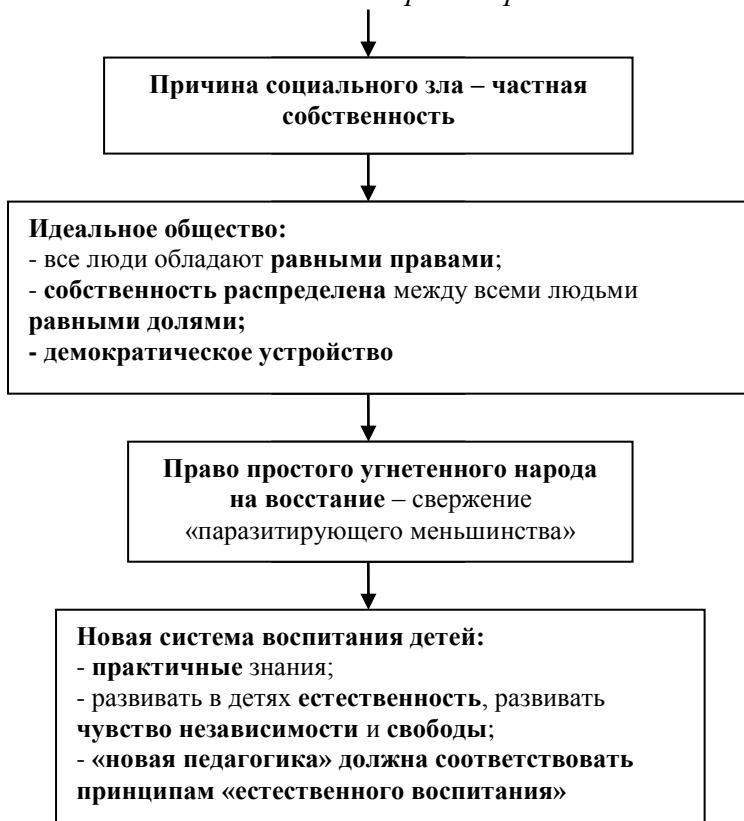 Причина социального зла – частная
собственность
Идеальное общество:
- все люди обладают равными правами;
- собственность распределена между всеми людьми
равными долями;
- демократическое устройство
Право простого угнетенного народа
на восстание – свержение
«паразитирующего меньшинства»
Новая система воспитания детей:
- практичные знания;
- развивать в детях естественность, развивать
чувство независимости и свободы;
- «новая педагогика» должна соответствовать
принципам «естественного воспитания»